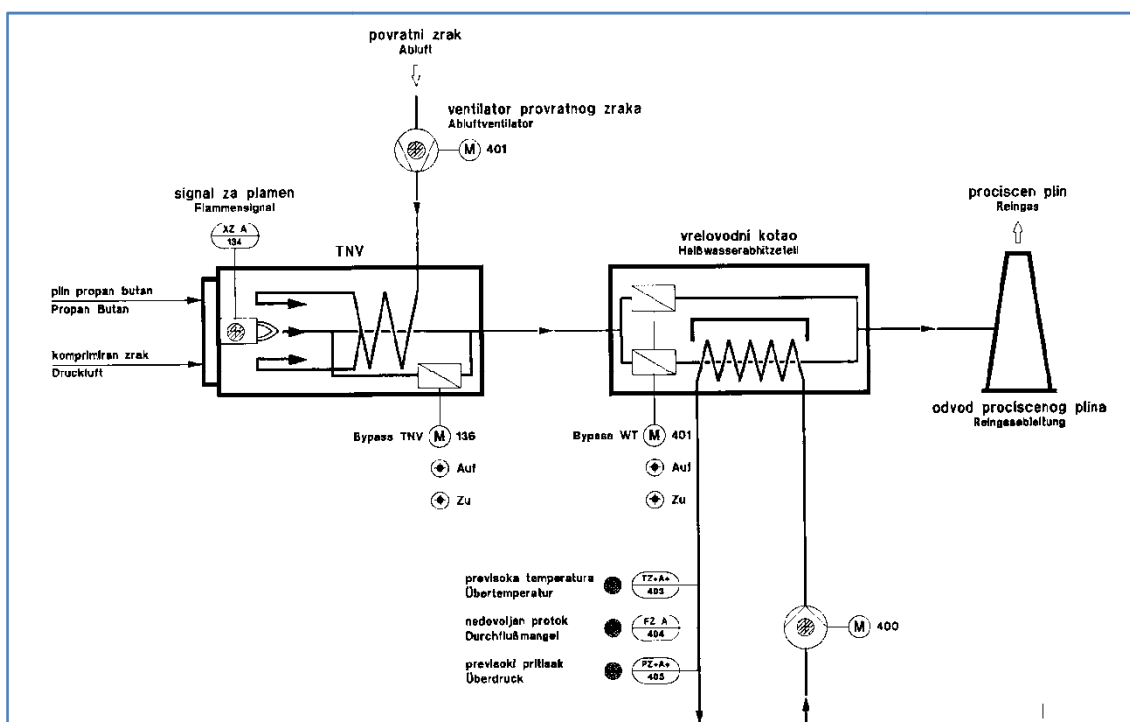 povratni zrak
Abluft
ventilator provratnog zraka
Abluftventilator
M 401
signal za plamen
Flammensignal
XZ A
134
TNV
plin propan butan
Propan Butan
komprimiran zrak
Druckluft
Bypass TNV M 136
Auf
Zu
vrelovodni kotao
Heißwasserabhitzeteil
Bypass WT M 401
Auf
Zu
prociscen plin
Reingas
odvod prociscenog plina
Reingasableitung
previsoka temperatura
Übertemperatur
TZ+A+
403
nedovoljan protok
Durchflußmangel
FZ A
404
previsoki pritisak
Überdruck
PZ+A+
405
M 400